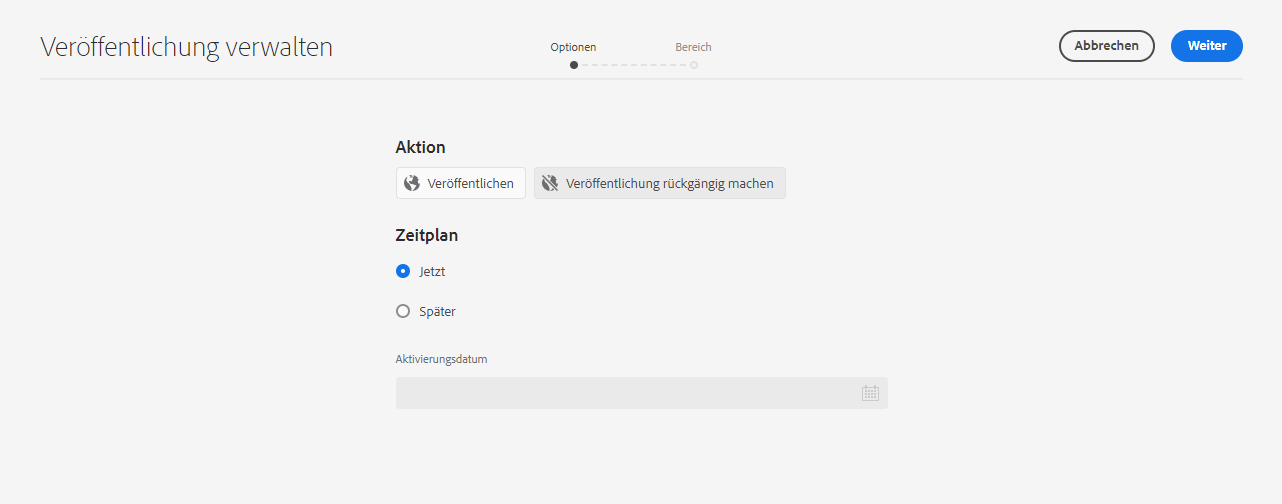 Veröffentlichung verwalten
Optionen
Bereich
Abbrechen
Weiter
Aktion
Veröffentlichen
Veröffentlichung rückgängig machen
Zeitplan
Jetzt
Später
Aktivierungsdatum